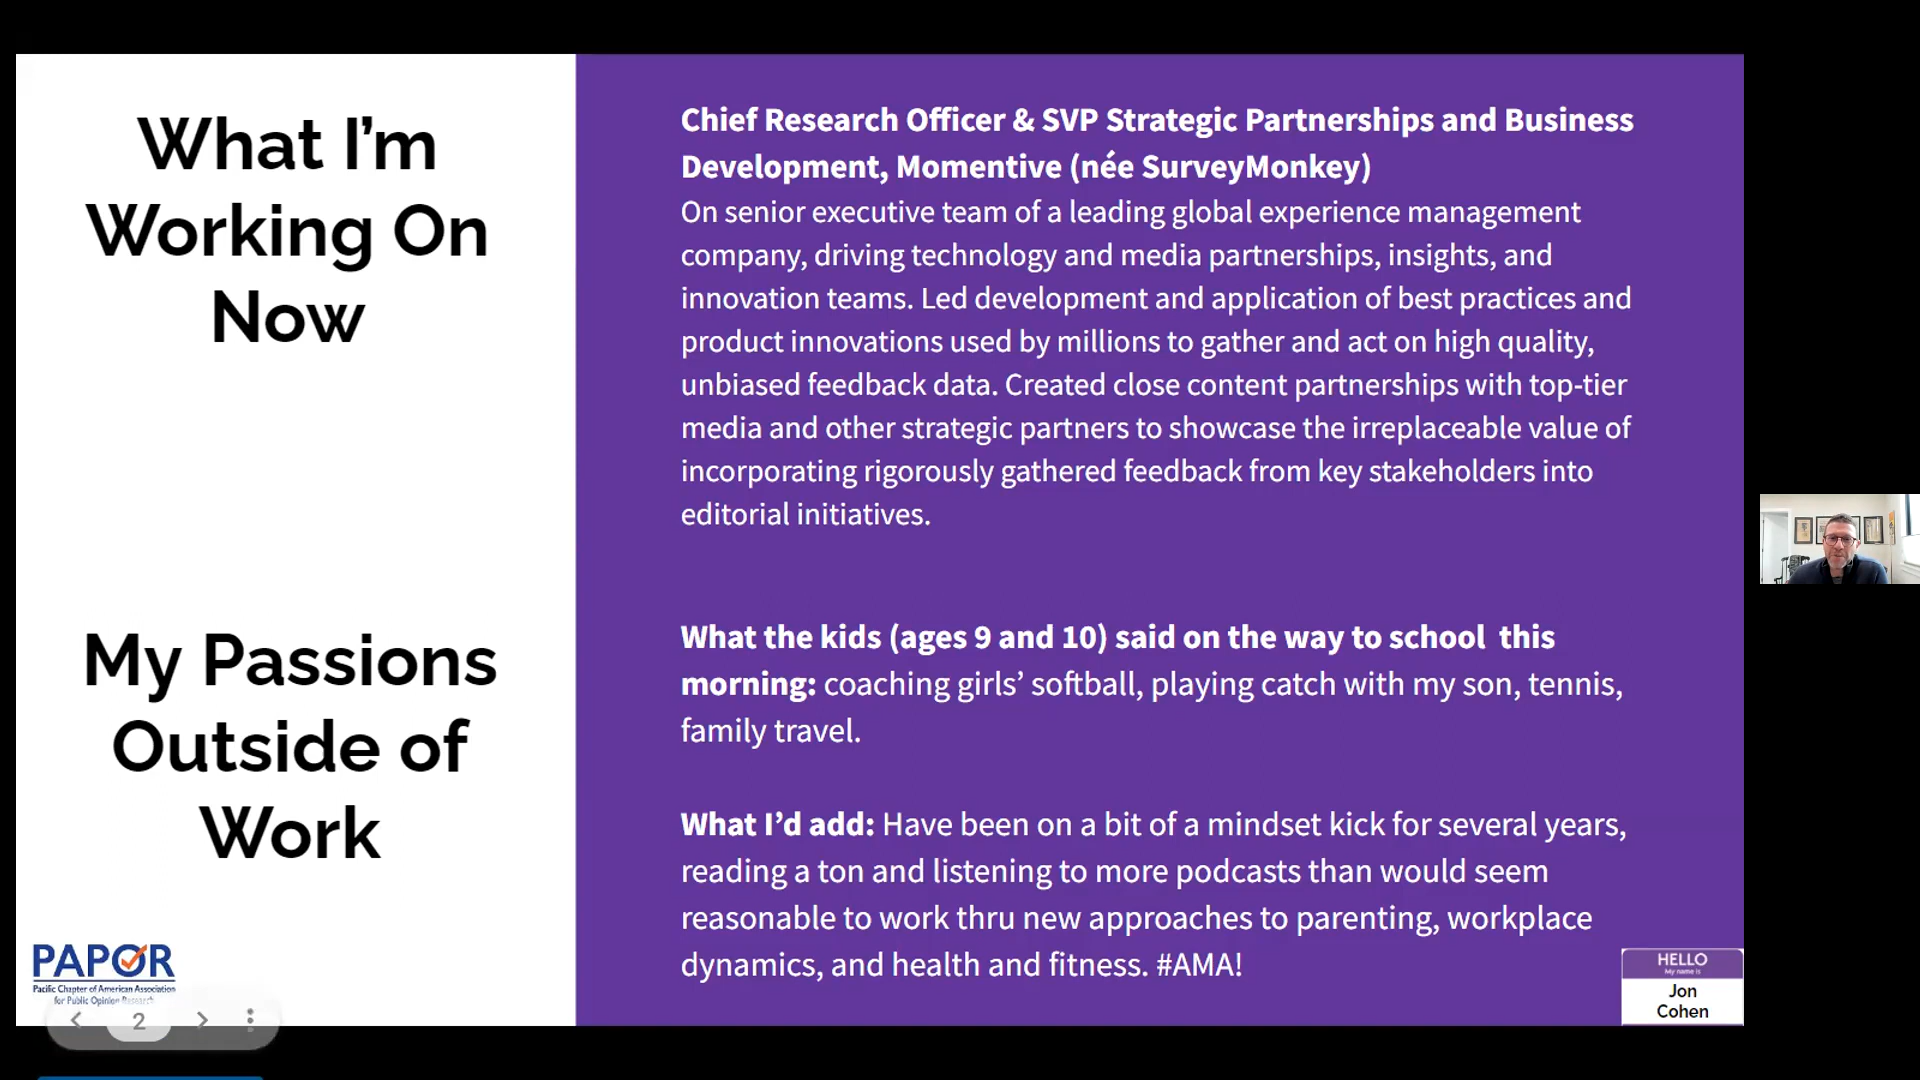 What I'm
Working On
Now
My Passions
Outside of
Work
Chief Research Officer & SVP Strategic Partnerships and Business
Development, Momentive (née SurveyMonkey)
On senior executive team of a leading global experience management
company, driving technology and media partnerships, insights, and
innovation teams. Led development and application of best practices and
product innovations used by millions to gather and act on high quality,
unbiased feedback data. Created close content partnerships with top-tier
media and other strategic partners to showcase the irreplaceable value of
incorporating rigorously gathered feedback from key stakeholders into
editorial initiatives.
What the kids (ages 9 and 10) said on the way to school  this
morning: coaching girls' softball, playing catch with my son, tennis,
family travel.
What I'd add: Have been on a bit of a mindset kick for several years,
reading a ton and listening to more podcasts than would seem
reasonable to work thru new approaches to parenting, workplace
dynamics, and health and fitness. #AMA!
PAPOR
Pacific Chapter of American Association
for Public Opinion Research
2
HELLO
My name is
Jon
Cohen